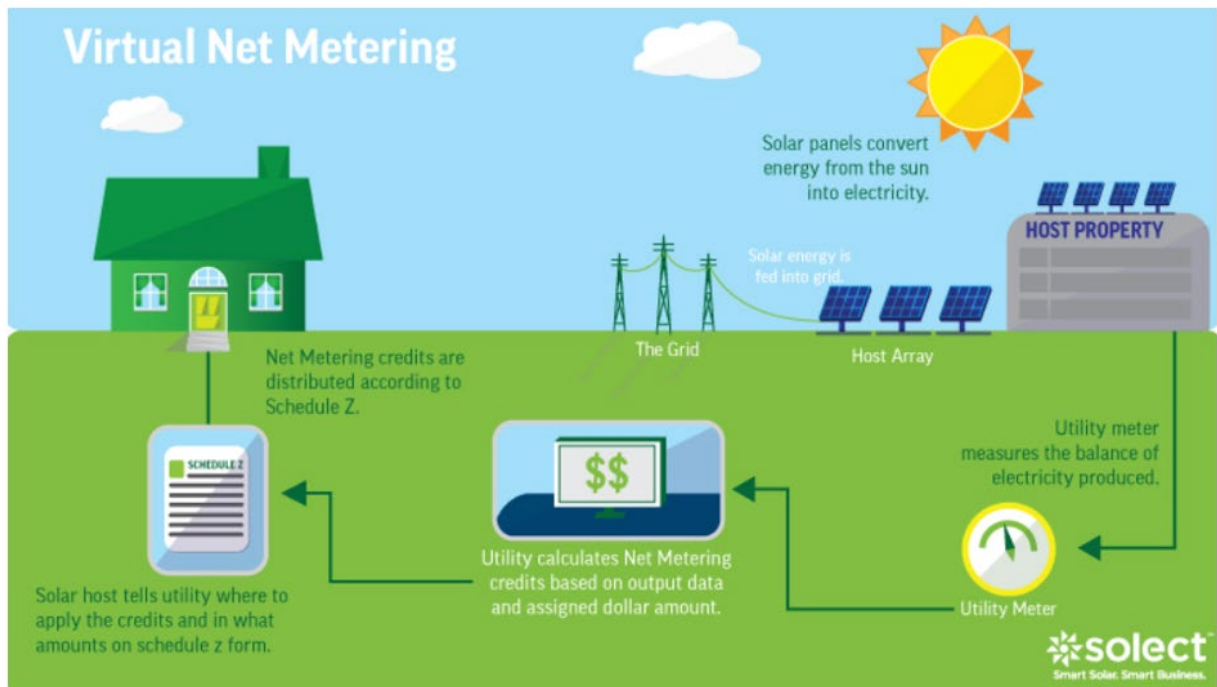 Virtual Net Metering
Solar panels convert
energy from the sun
into electricity.
HOST PROPERTY
Solar energy is
fed into grid.
The Grid
Host Array
Net Metering credits are
distributed according to
Schedule Z.
Utility meter
measures the balance of
electricity produced.
SCHEDULE Z
$$
Utility calculates Net Metering
credits based on output data
and assigned dollar amount.
Utility Meter
Solar host tells utility where to
apply the credits and in what
amounts on schedule z form.
solect
Smart Solar. Smart Business.